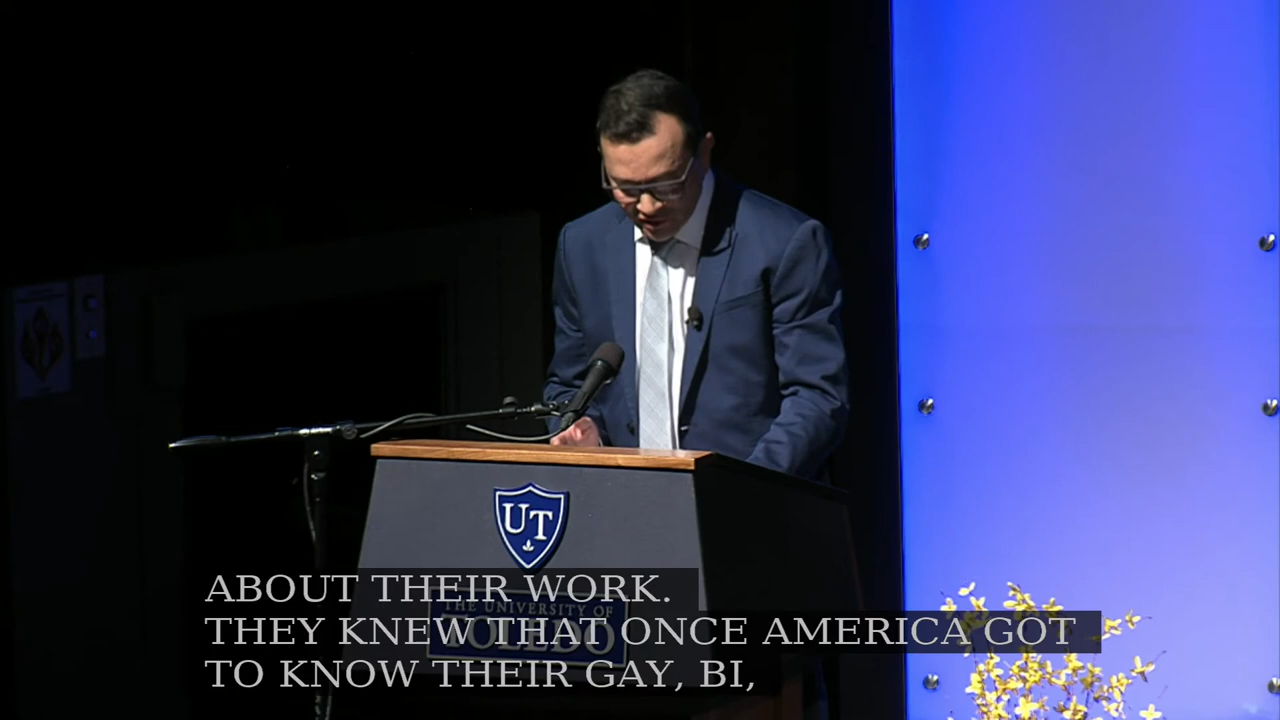 UT
THE UNIVERSITY OF
TOLEDO
ABOUT THEIR WORK.
THEY KNEW THAT ONCE AMERICA GOT
TO KNOW THEIR GAY, BI,